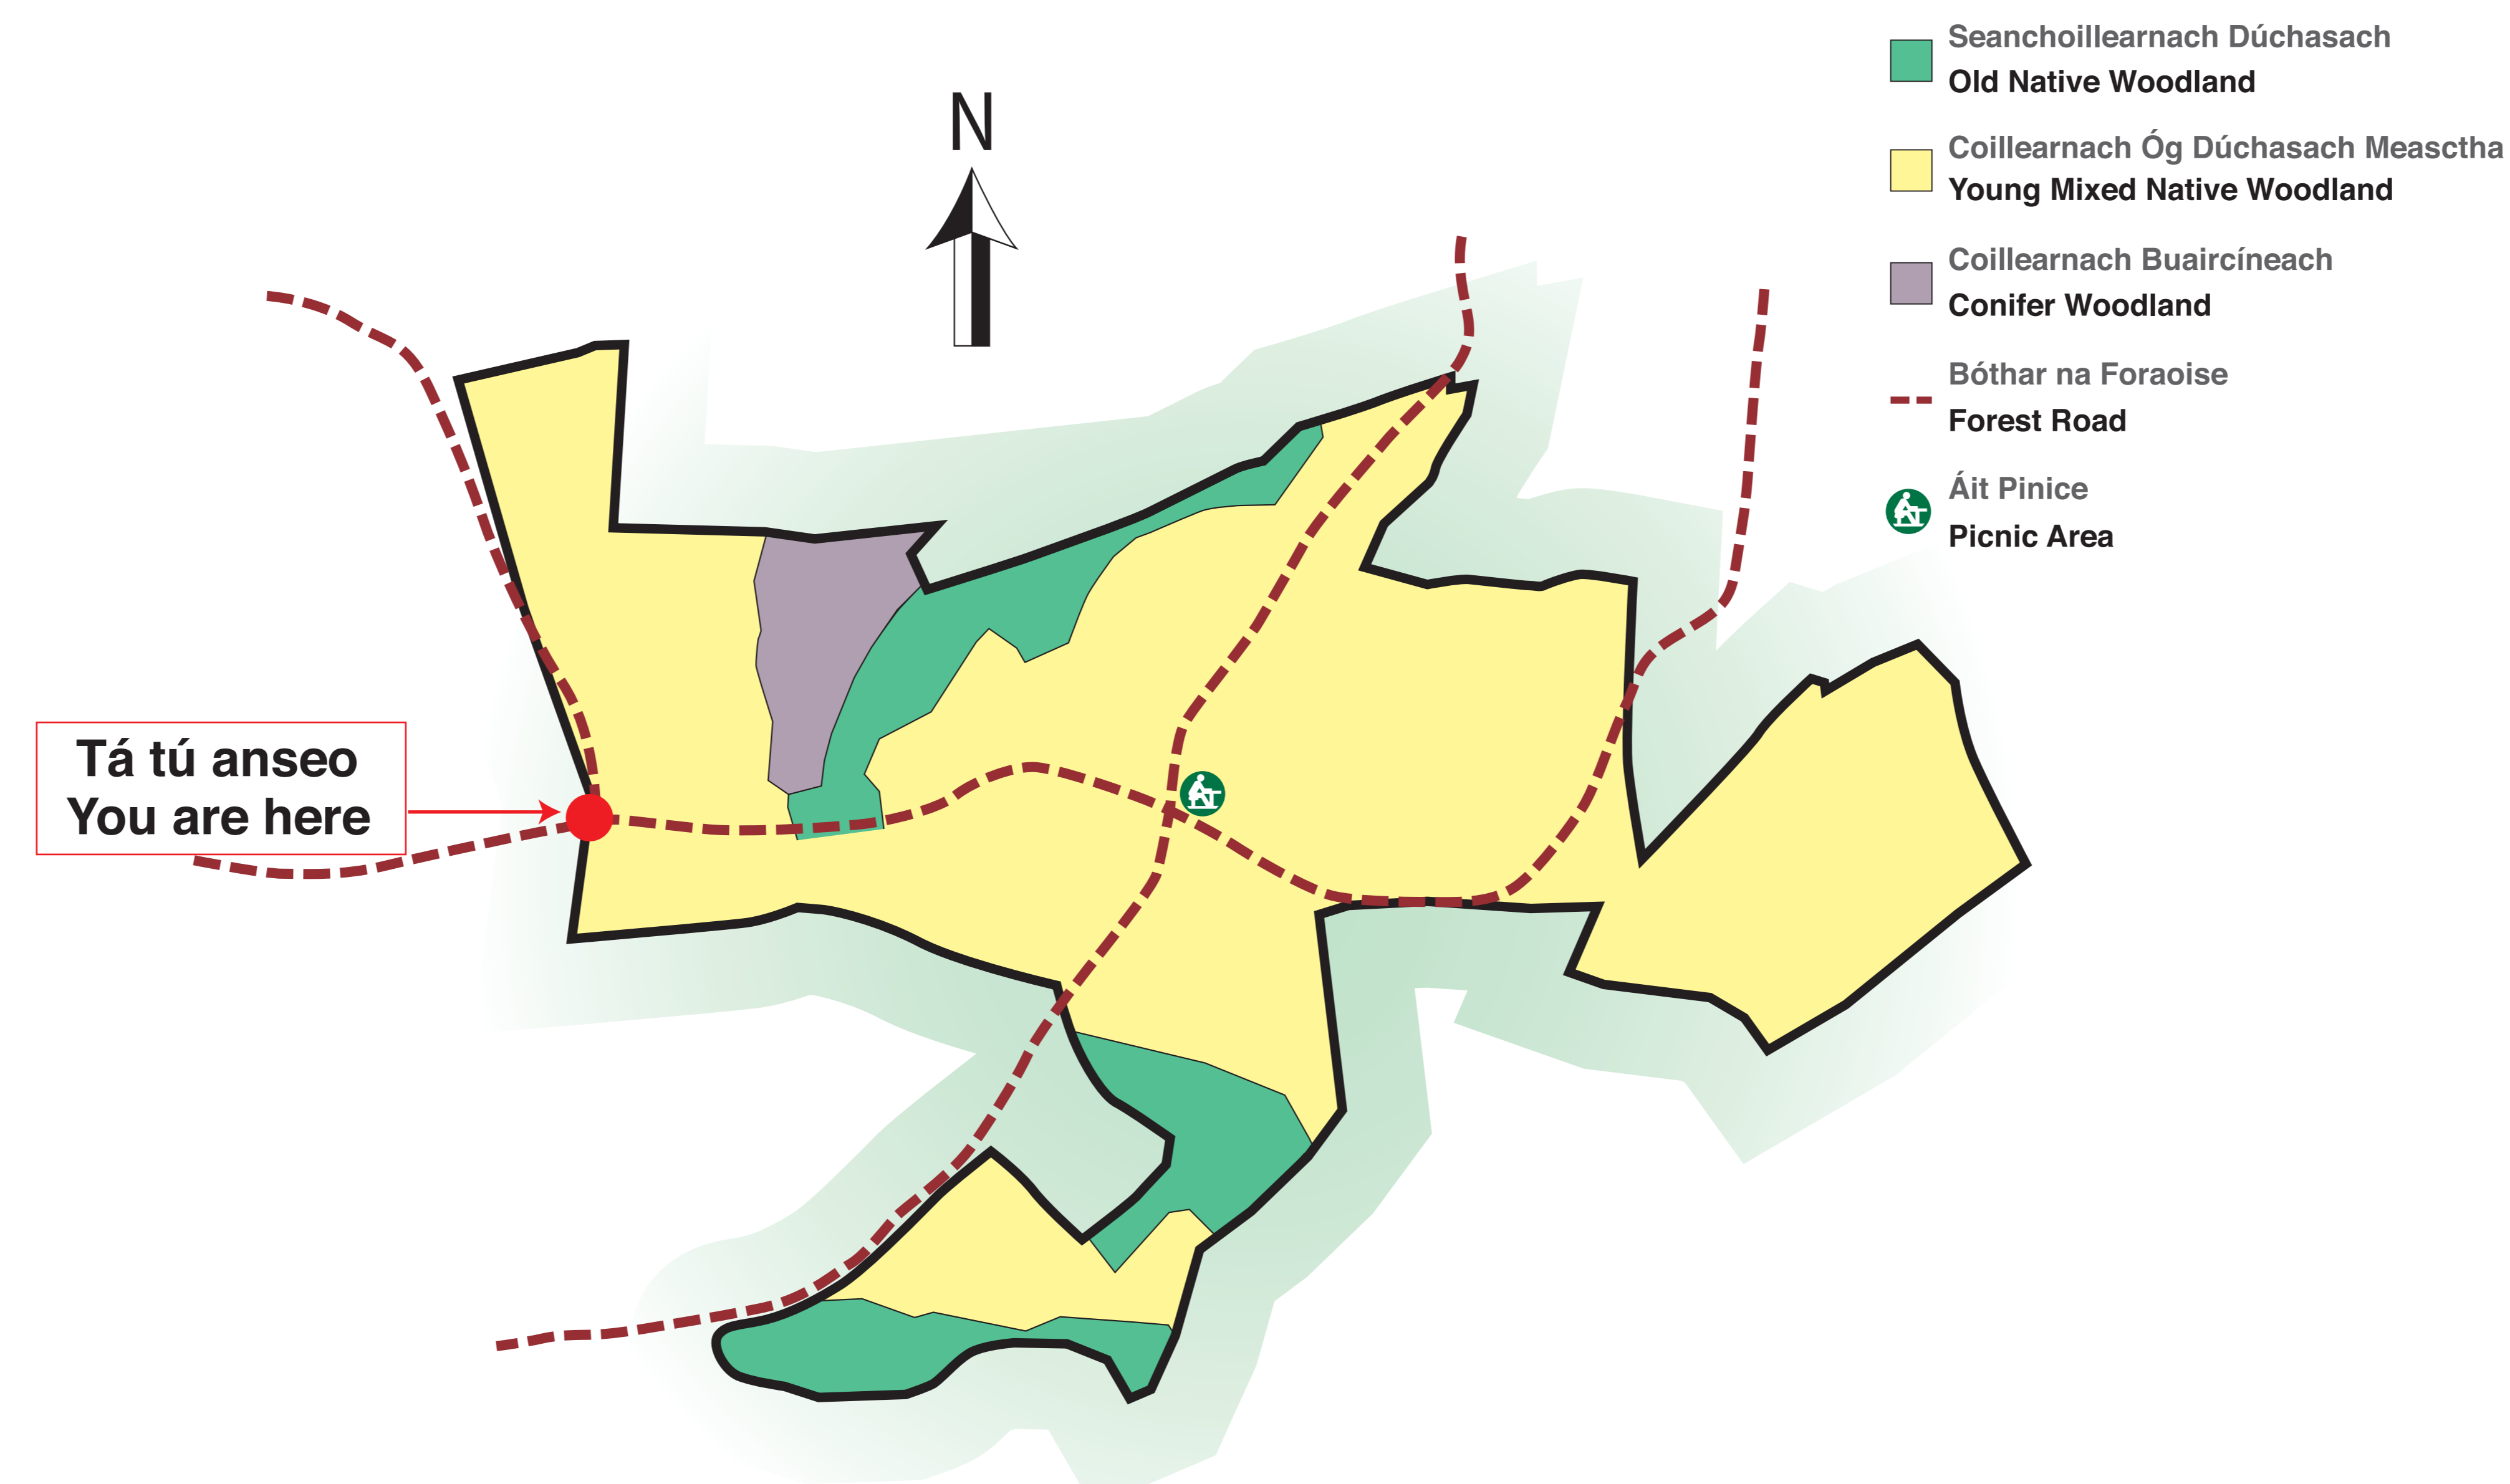 Seanchoillearnach Dúchasach
Old Native Woodland
Coillearnach Óg Dúchasach Measctha
Young Mixed Native Woodland
Coillearnach Buaircíneach
Conifer Woodland
Bóthar na Foraoise
Forest Road
Áit Pinice
Picnic Area
N
Tá tú anseo
You are here